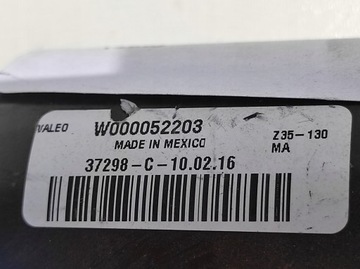 VALEO W000052203 Z35-130
MADE IN MEXICO MA
37298-C-10.02.16